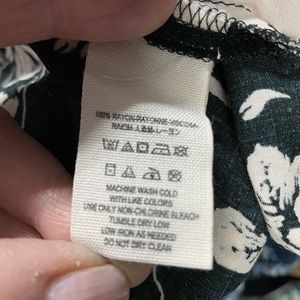 100% RAYON-RAYONNE-VISCOSA
MACHINE WASH COLD
WITH LIKE COLORS
USE ONLY NON-CHLORINE BLEACH
TUMBLE DRY LOW
LOW IRON AS NEEDED
DO NOT DRY CLEAN